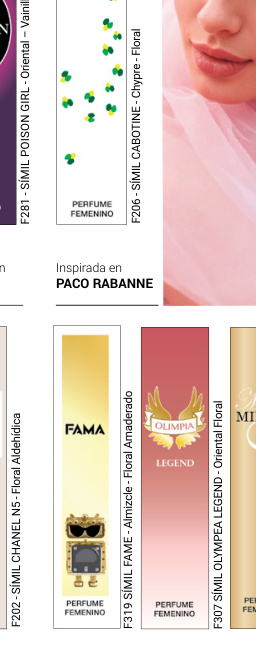 F281 - SÍMIL POISON GIRL - Oriental – Vainil
PERFUME
FEMENINO
F206 - SÍMIL CABOTINE - Chypre - Floral
Inspirada en
PACO RABANNE
F202 - SÍMIL CHANEL N5 - Floral Aldehídica
FAMA
PERFUME
FEMENINO
F319 SÍMIL FAME - Almizcle - Floral Amaderado
OLIMPIA
LEGEND
PERFUME
FEMENINO
F307 SÍMIL OLYMPEA LEGEND - Oriental Floral